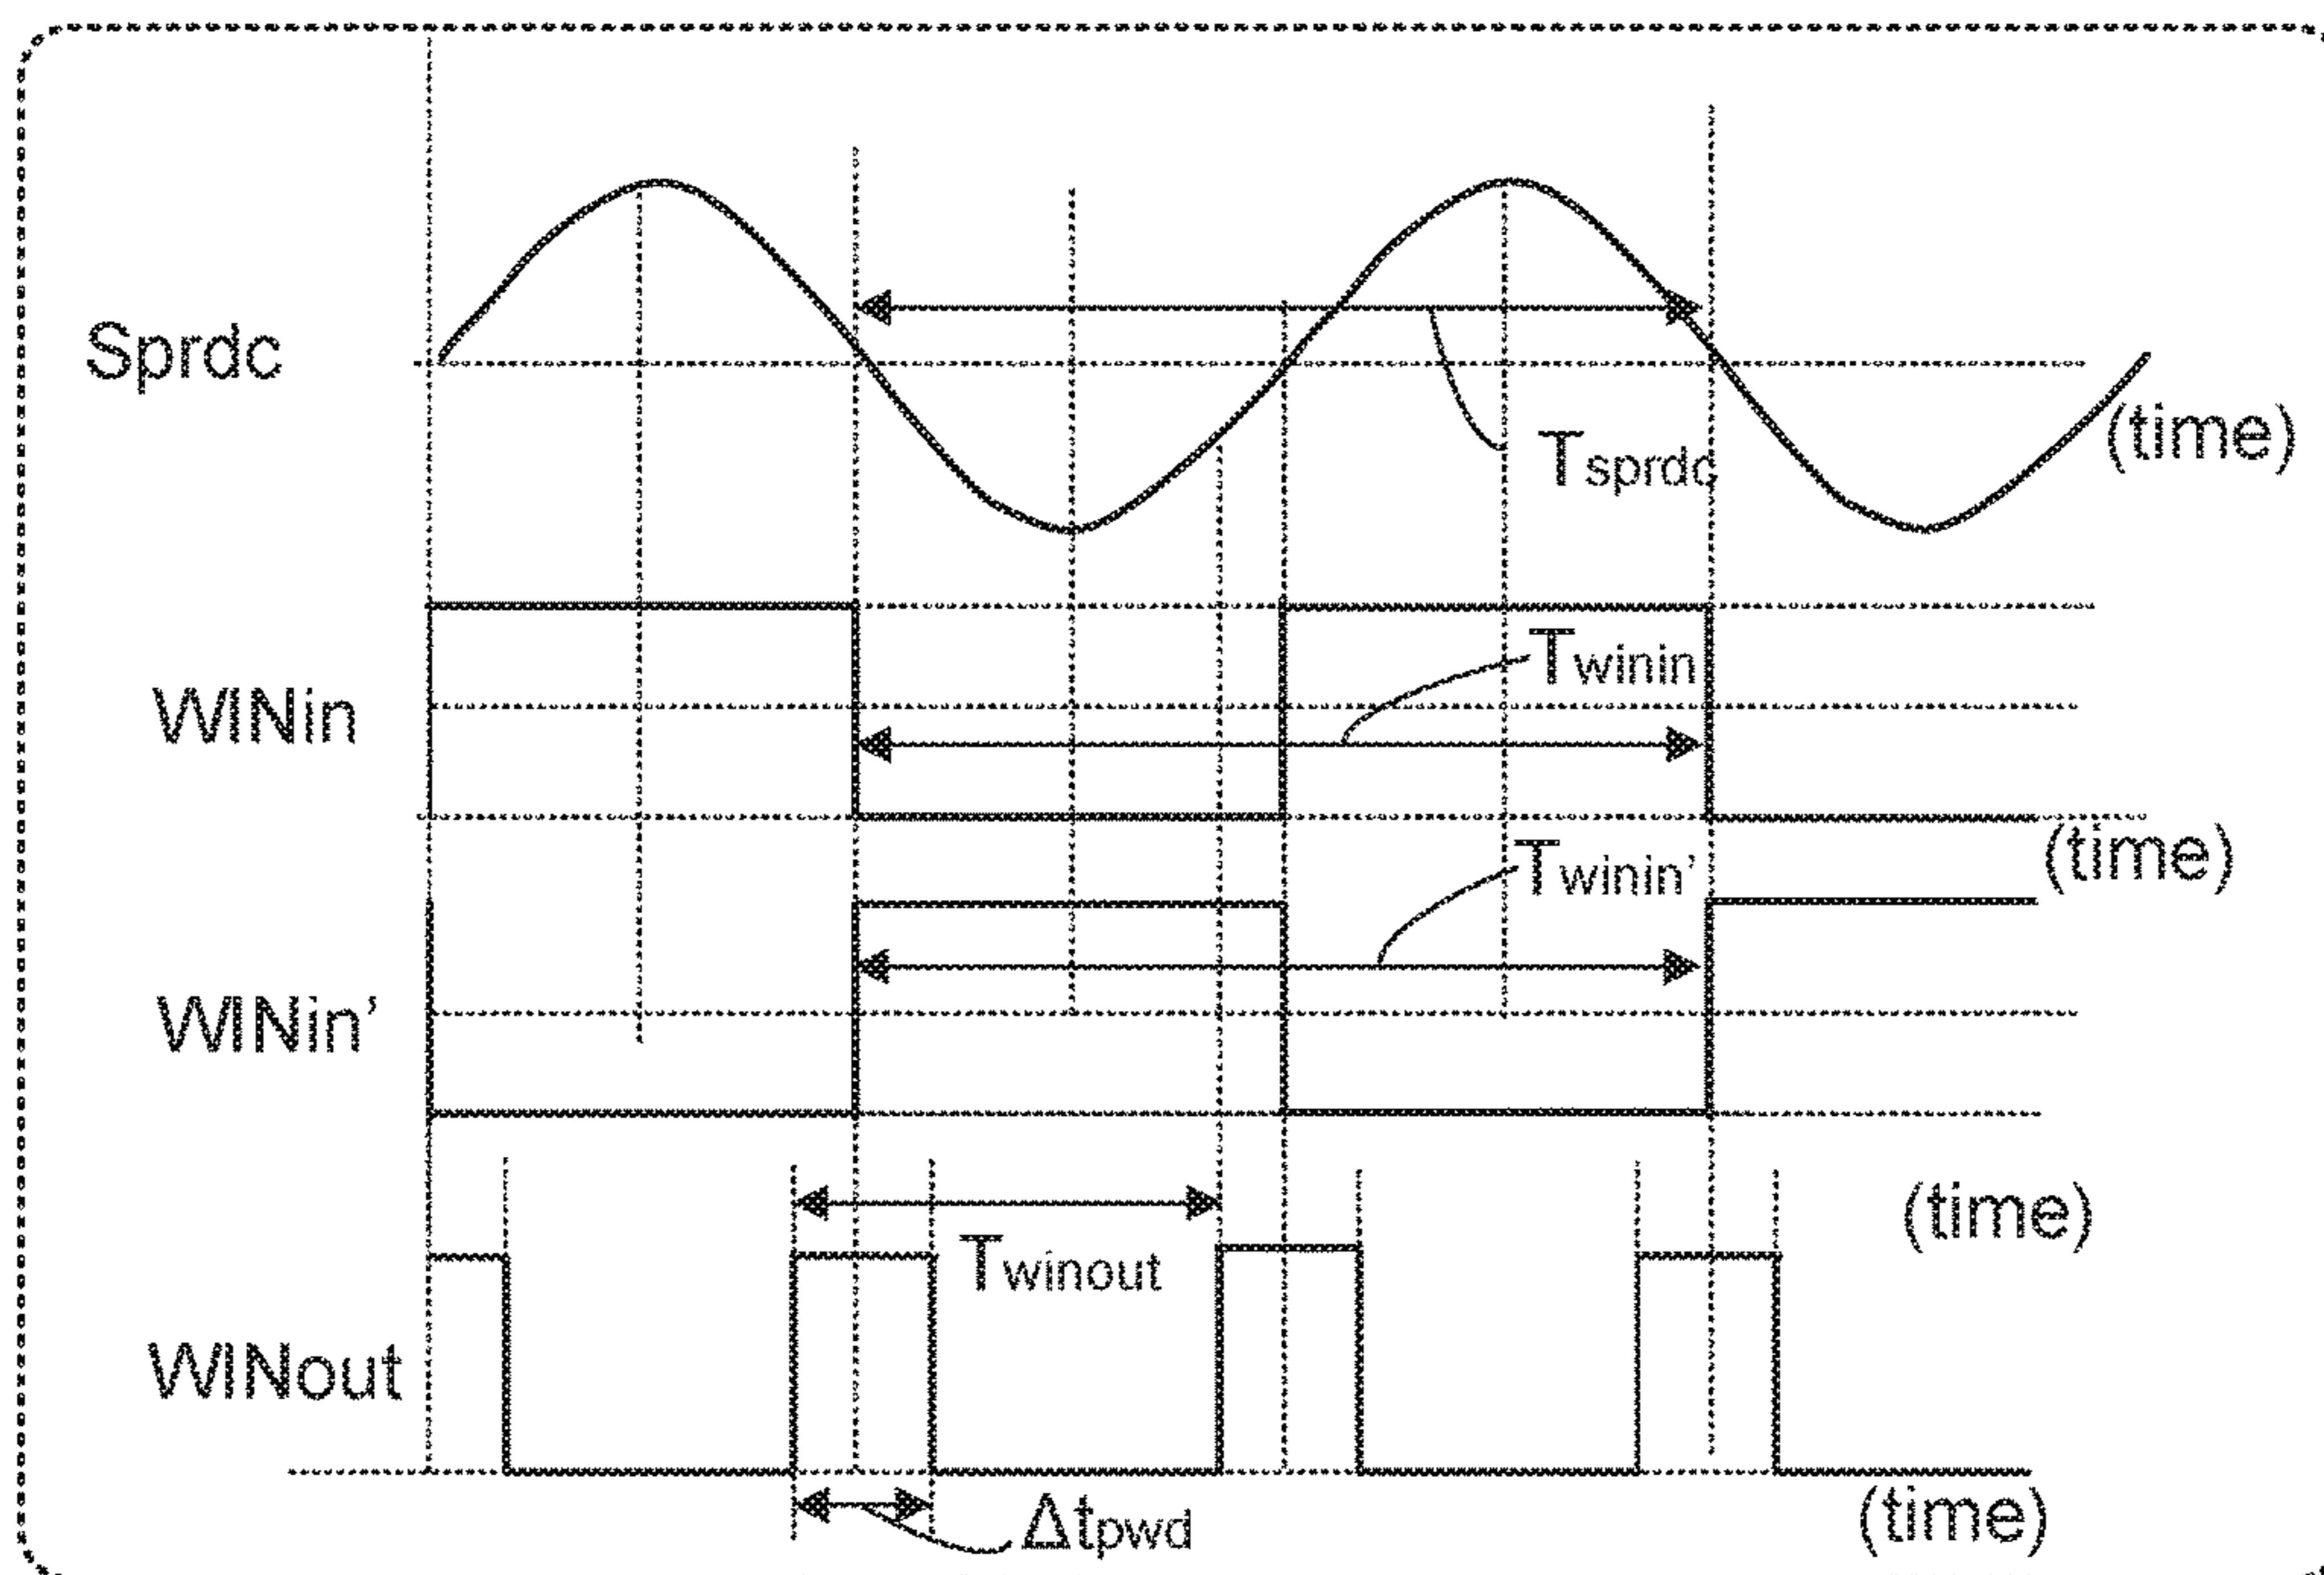 Sprdc
(time)
Tsprdc
WINin
Twinin
(time)
Twinin'
WINin'
(time)
Twinout
WINout
(time)
Δtpwd